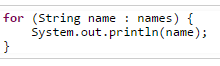 for (String name : names) {
    System.out.println(name);
}